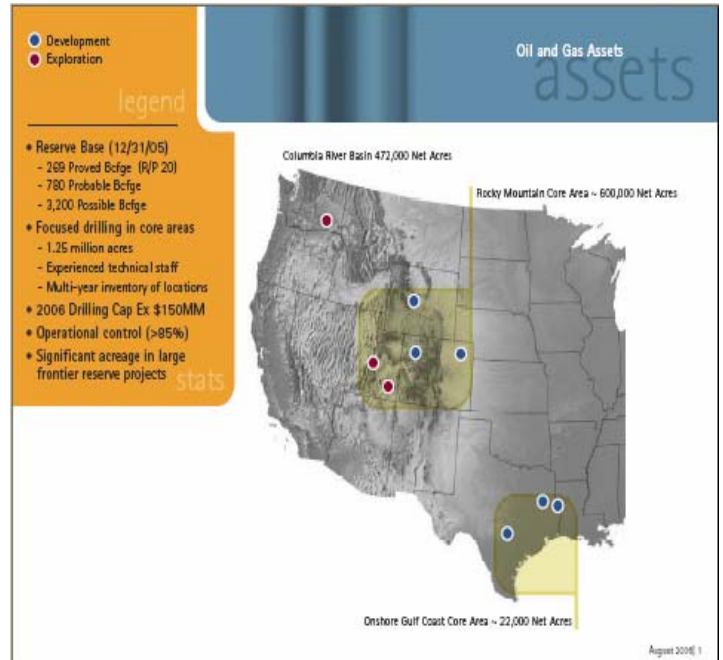 Development
Exploration
legend
• Reserve Base (12/31/05)
- 269 Proved Bcfge (R/P 20)
- 780 Probable Bcfge
- 3,200 Possible Bcfge
• Focused drilling in core areas
- 1.25 million acres
- Experienced technical staff
- Multi-year inventory of locations
• 2006 Drilling Cap Ex $150MM
• Operational control (>85%)
• Significant acreage in large
frontier reserve projects
stats
Oil and Gas Assets
assets
Columbia River Basin 472,000 Net Acres
Rocky Mountain Core Area ~ 600,000 Net Acres
Onshore Gulf Coast Core Area ~ 22,000 Net Acres
August 2006| 1